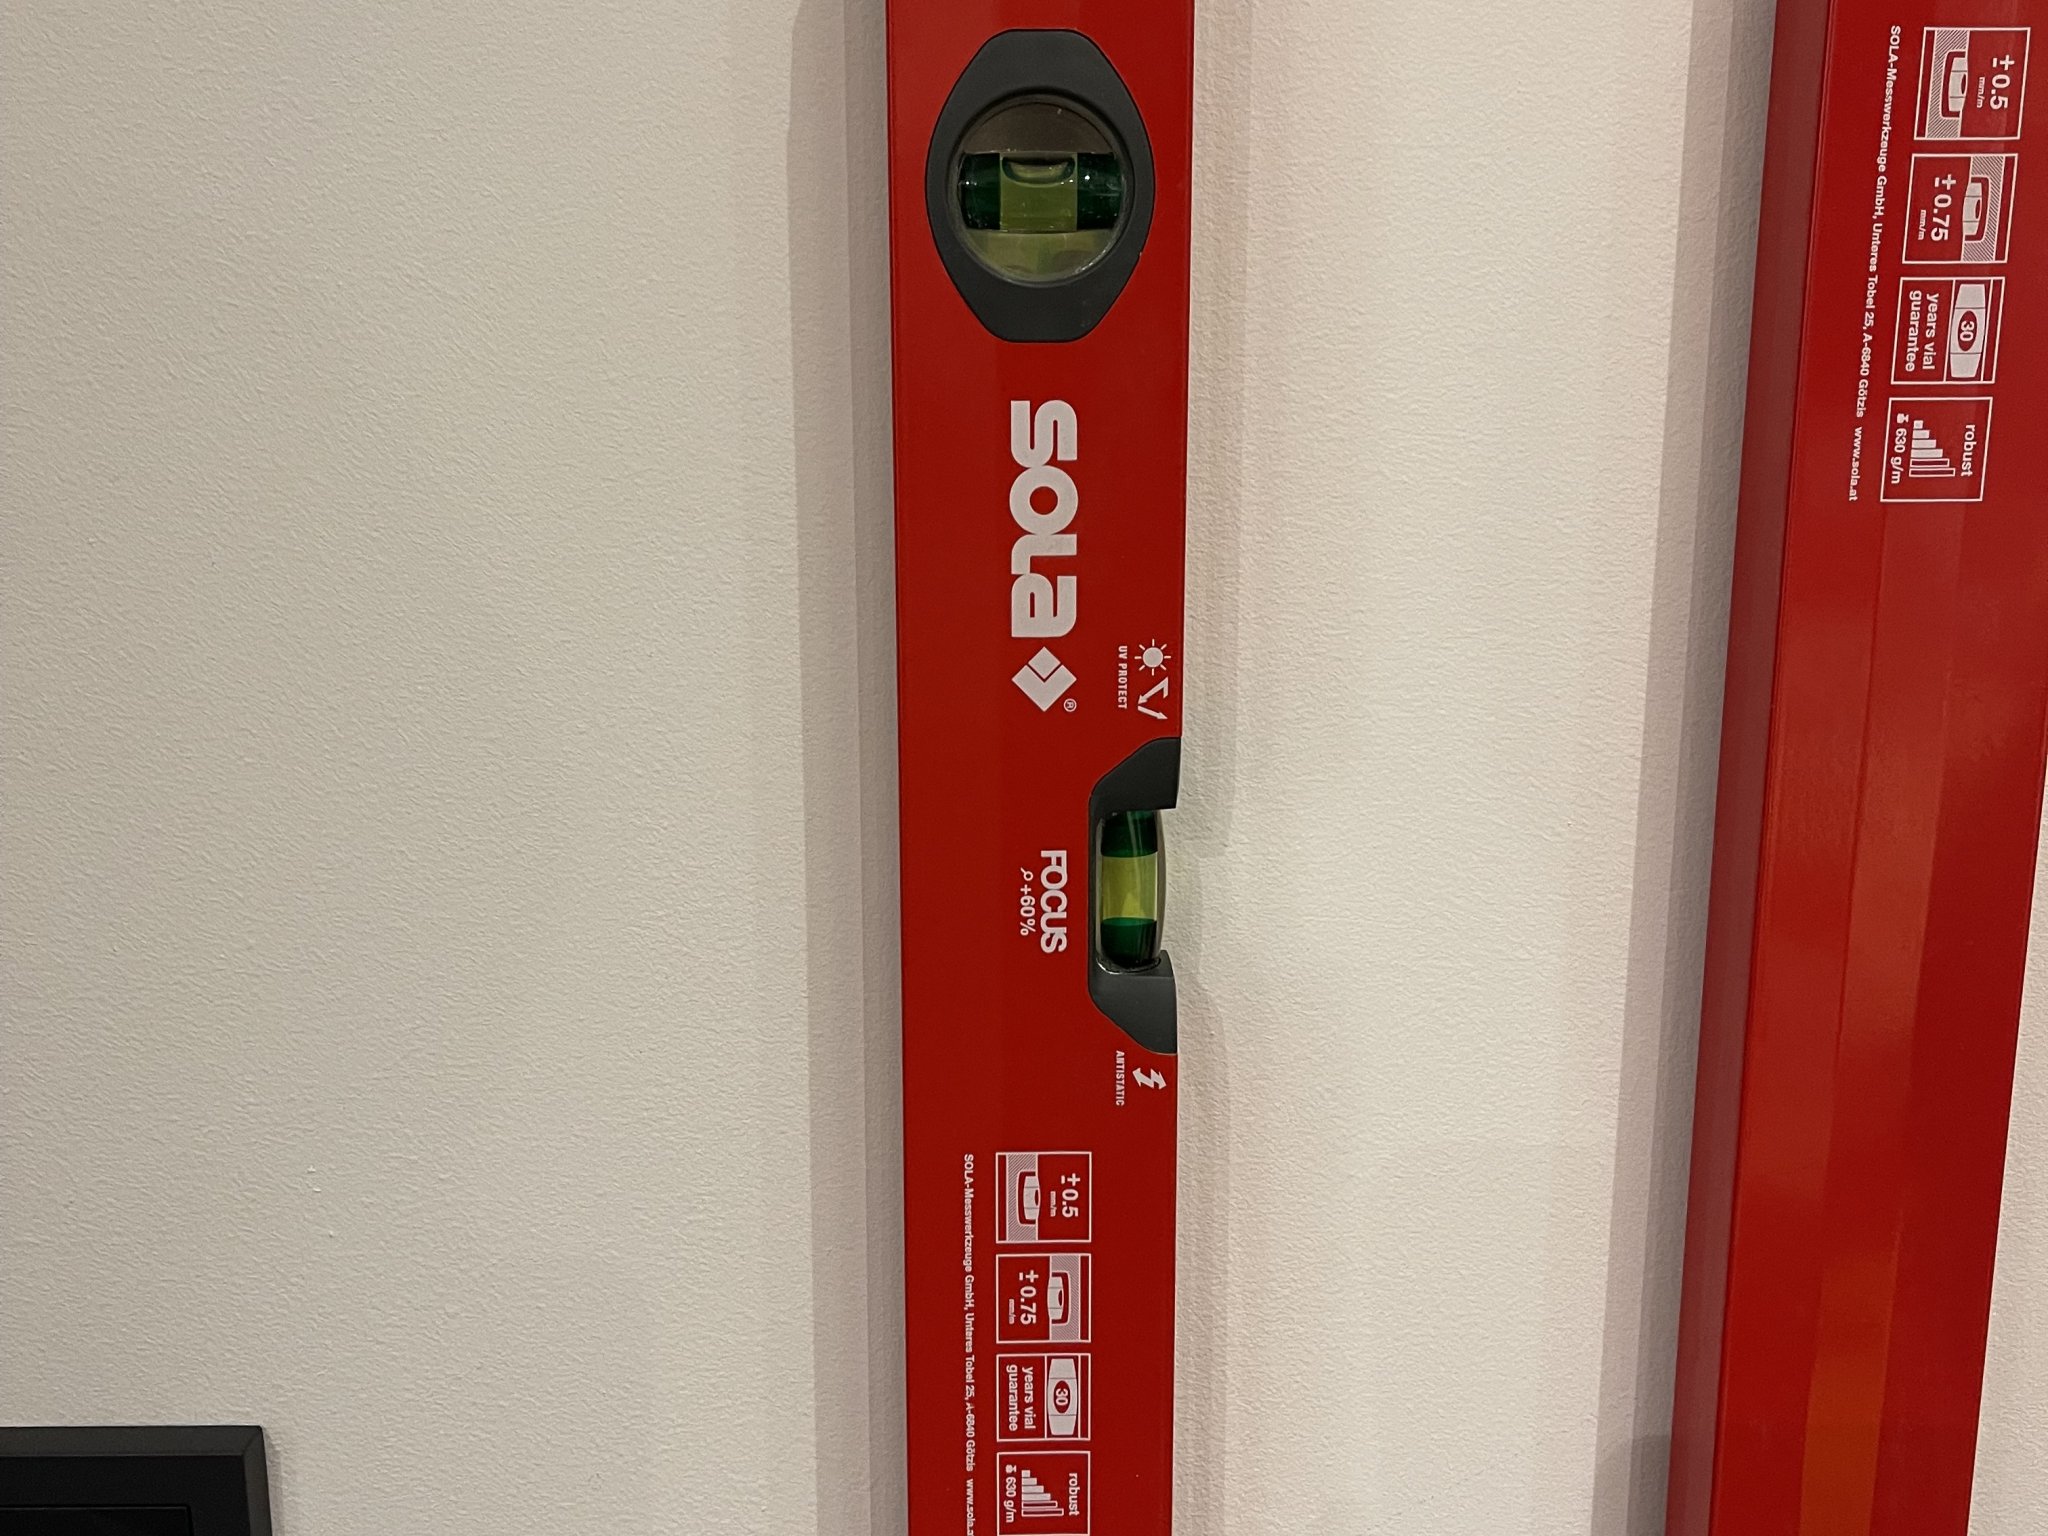 sola ®
UV PROTECT
FOCUS
+60%
ANTISTATIC
±0.5
mm/m
±0.75
mm/m
30
years vial
guarantee
robust
630 g/m
SOLA-Messwerkzeuge GmbH, Unteres Tobel 25, A-6840 Götzis www.sola.at
±0.5
mm/m
±0.75
mm/m
30
years vial
guarantee
robust
630 g/m
SOLA-Messwerkzeuge GmbH, Unteres Tobel 25, A-6840 Götzis www.sola.at